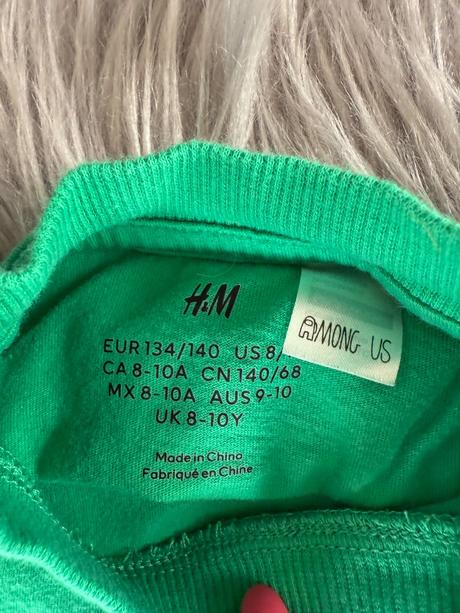 H&M
AMONG US
EUR 134/140 US 8/
CA 8-10A CN 140/68
MX 8-10A AUS 9-10
UK 8-10Y
Made in China
Fabriqué en Chine